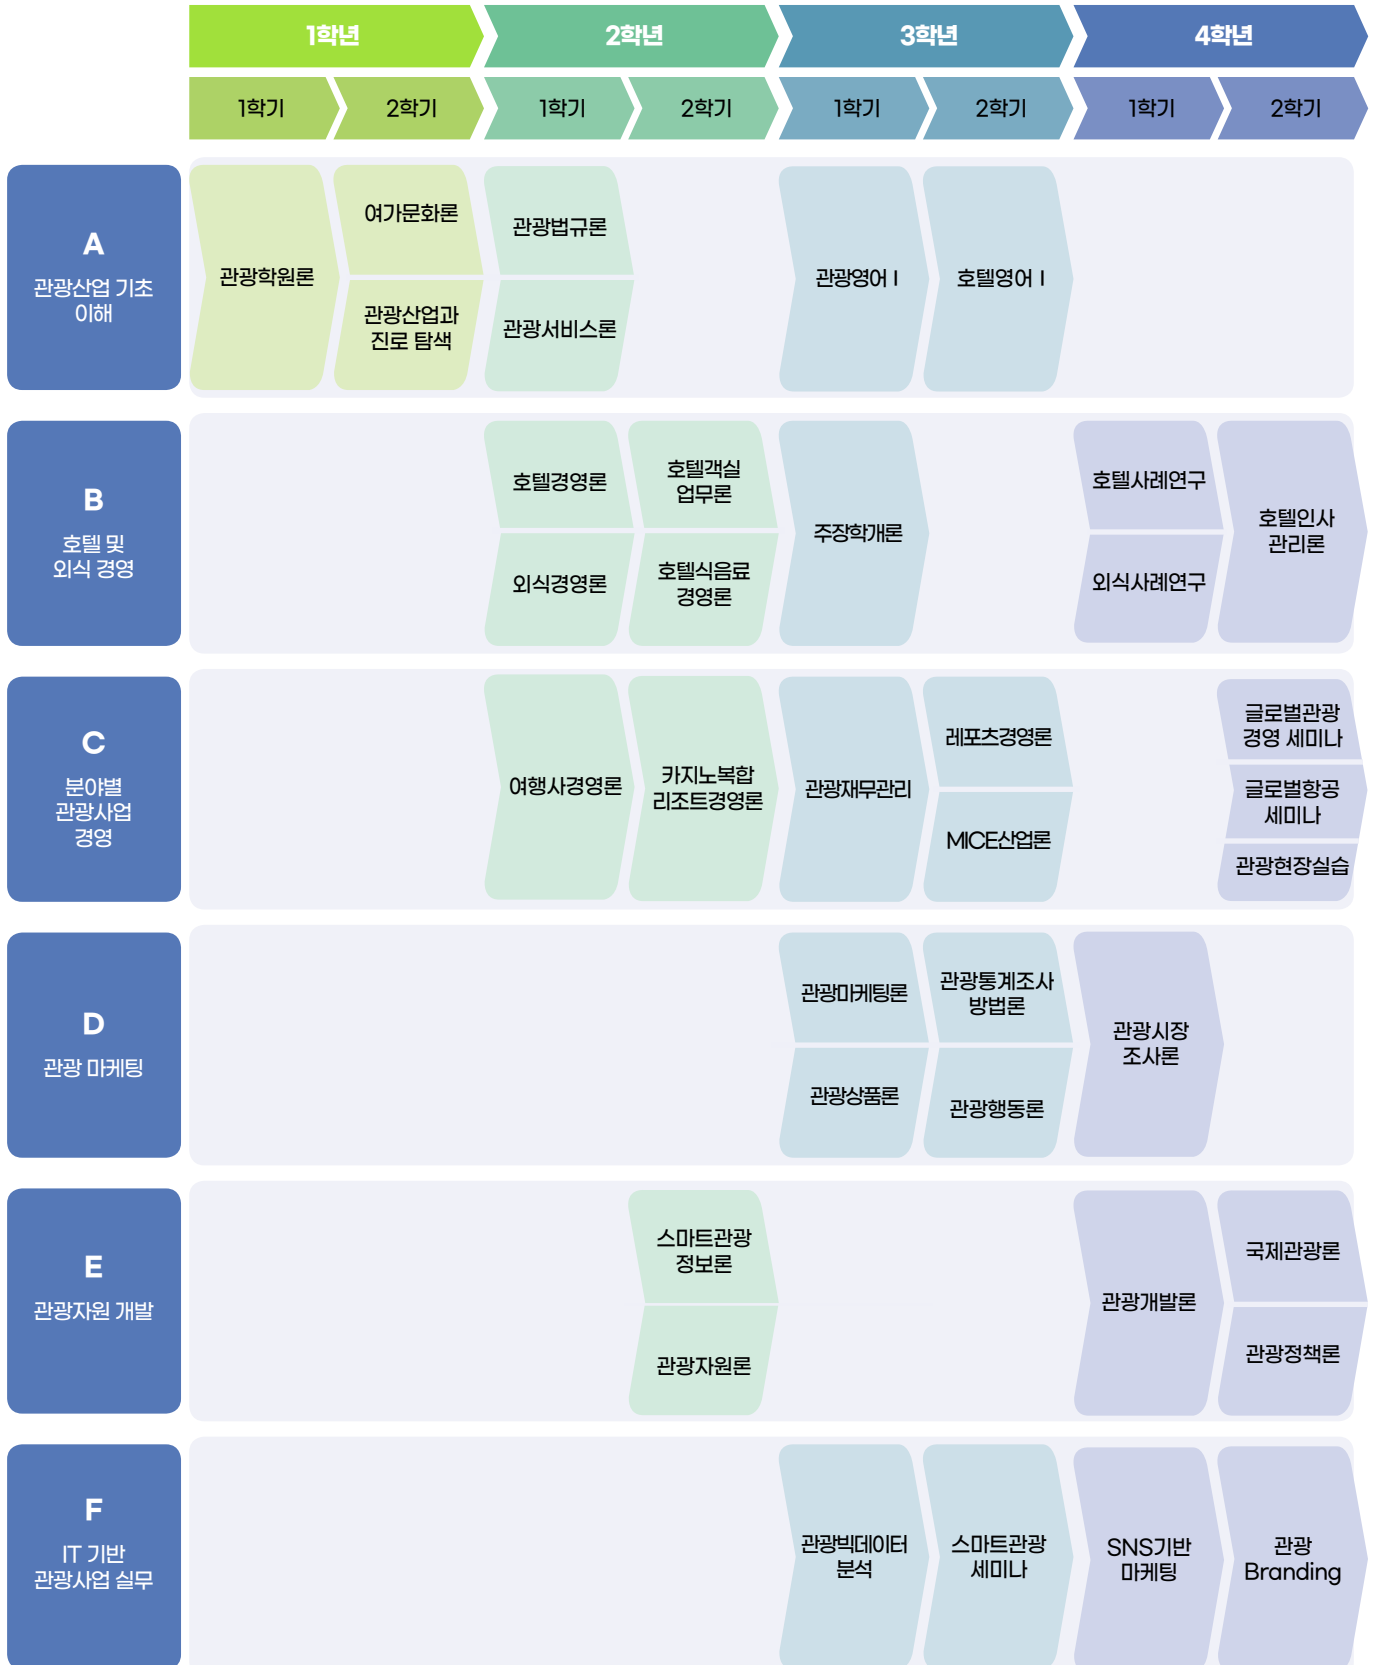 1학년
2학년
3학년
4학년
1학기
2학기
1학기
2학기
1학기
2학기
1학기
2학기
A
관광산업 기초
이해
관광학원론
여가문화론
관광산업과
진로 탐색
관광법규론
관광서비스론
관광영어 I
호텔영어 I
B
호텔 및
외식 경영
호텔경영론
외식경영론
호텔객실
업무론
호텔식음료
경영론
주장학개론
호텔사례연구
외식사례연구
호텔인사
관리론
C
분야별
관광사업
경영
여행사경영론
카지노복합
리조트경영론
관광재무관리
레포츠경영론
MICE산업론
글로벌관광
경영 세미나
글로벌항공
세미나
관광현장실습
D
관광 마케팅
관광마케팅론
관광상품론
관광통계조사
방법론
관광행동론
관광시장
조사론
E
관광자원 개발
스마트관광
정보론
관광자원론
관광개발론
국제관광론
관광정책론
F
IT 기반
관광사업 실무
관광빅데이터
분석
스마트관광
세미나
SNS기반
마케팅
관광
Branding